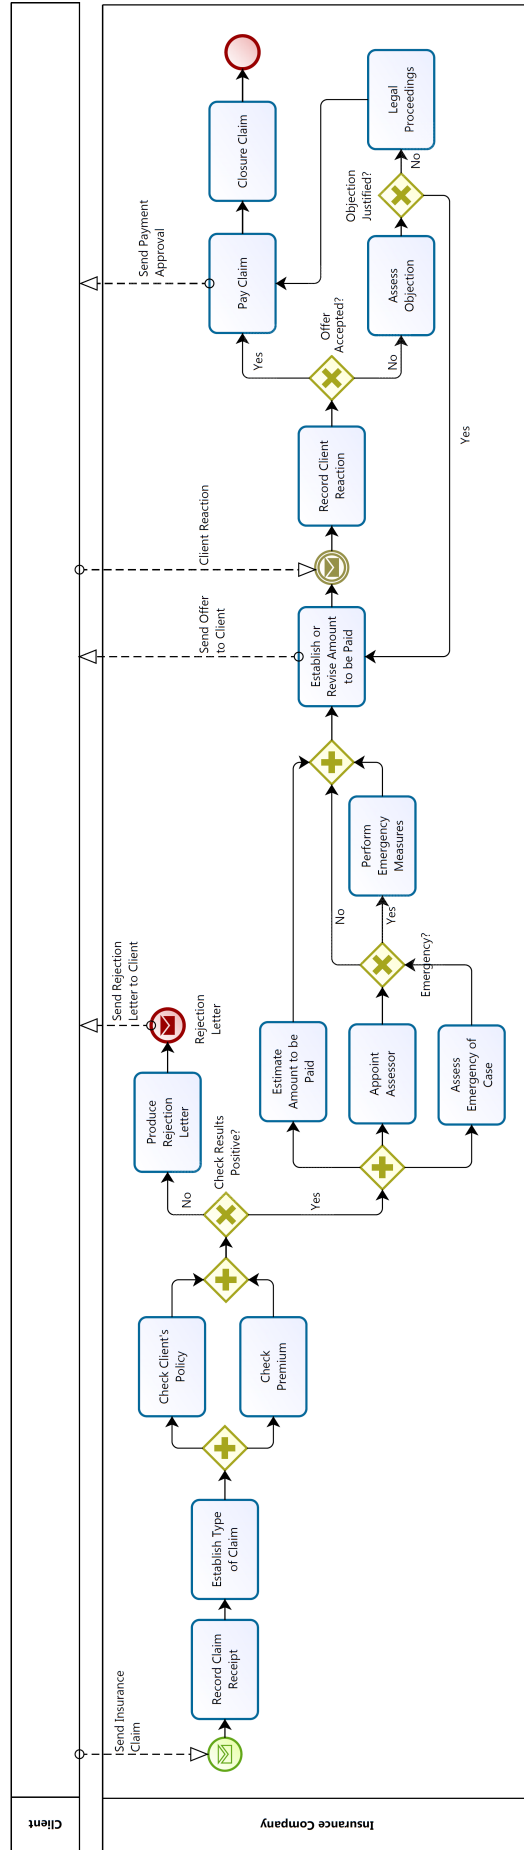 Client
Insurance Company
Send Insurance
Claim
Record Claim
Receipt
Establish Type
of Claim
Check Client's
Policy
Check
Premium
Check Results
Positive?
No
Yes
Produce
Rejection
Letter
Rejection
Letter
Send Rejection
Letter to Client
Estimate
Amount to be
Paid
Appoint
Assessor
Assess
Emergency of
Case
Emergency?
No
Yes
Perform
Emergency
Measures
Establish or
Revise Amount
to be Paid
Send Offer
to Client
Client Reaction
Record Client
Reaction
Offer
Accepted?
Yes
No
Pay Claim
Send Payment
Approval
Closure Claim
Assess
Objection
Objection
Justified?
No
Yes
Legal
Proceedings